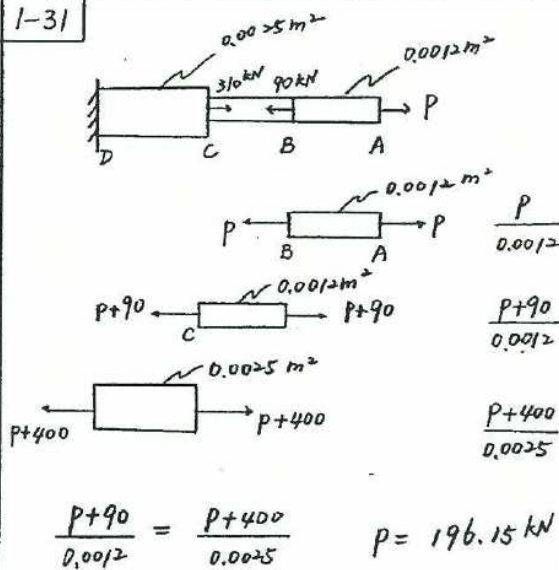 1-31
0.0025 m²
0.0012 m²
310 kN
90 kN
P
D
C
B
A
0.0012 m²
P
P
B
A
P/0.0012
0.0012 m²
P+90
P+90
C
P+90/0.0012
0.0025 m²
P+400
P+400
P+400/0.0025
P+90/0.0012 = P+400/0.0025
P = 196.15 kN